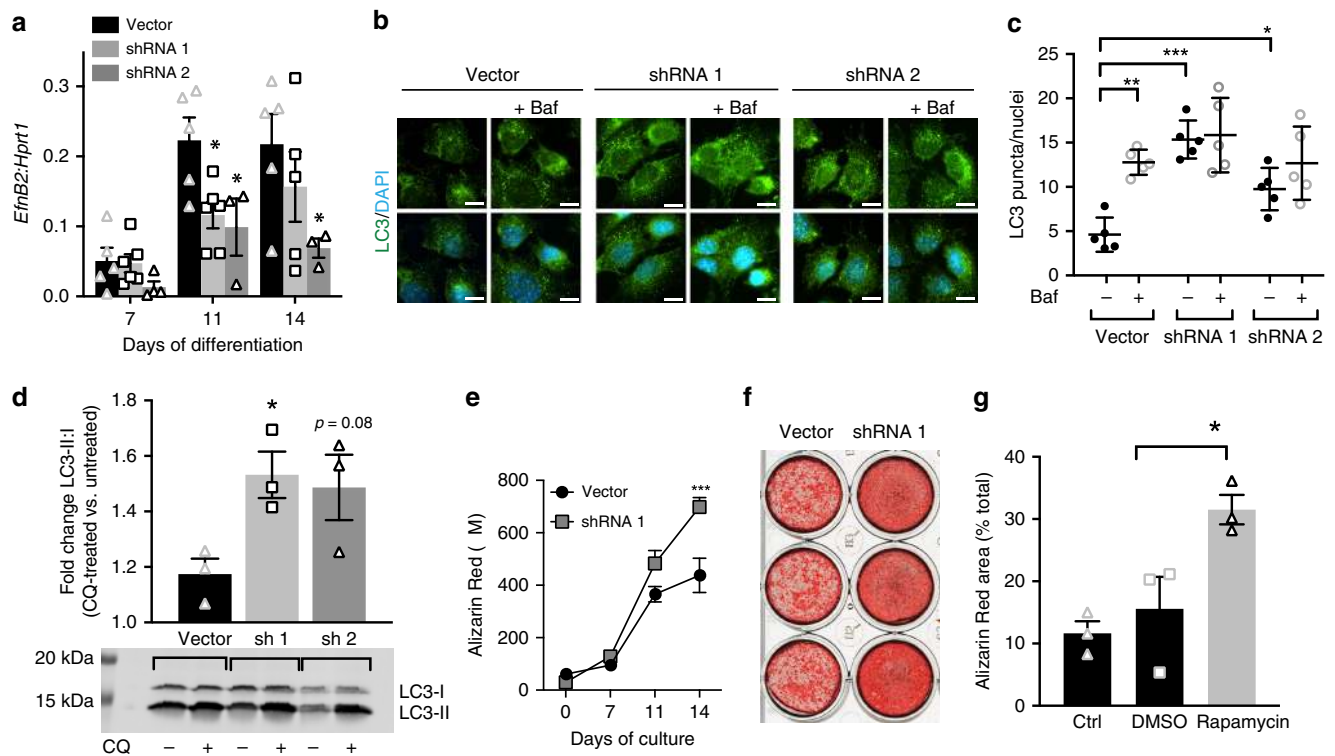 a
Vector
shRNA 1
shRNA 2
EfnB2:Hprt1
0.3
0.2
0.1
0.0
* * *
7 11 14
Days of differentiation
b
Vector shRNA 1 shRNA 2
+ Baf + Baf + Baf
LC3/DAPI
c
LC3 puncta/nuclei
*
***
**
25
20
15
10
5
0
Baf – + – + – +
Vector shRNA 1 shRNA 2
d
Fold change LC3-II:I
(CQ-treated vs. untreated)
1.8
1.6
1.4
1.2
1.0
*
p = 0.08
Vector sh 1 sh 2
20 kDa
15 kDa
LC3-I
LC3-II
CQ – + – + – +
e
Alizarin Red ( M)
800
600
400
200
0
Vector
shRNA 1
***
0 7 11 14
Days of culture
f
Vector shRNA 1
g
Alizarin Red area (% total)
40
30
20
10
0
*
Ctrl DMSO Rapamycin